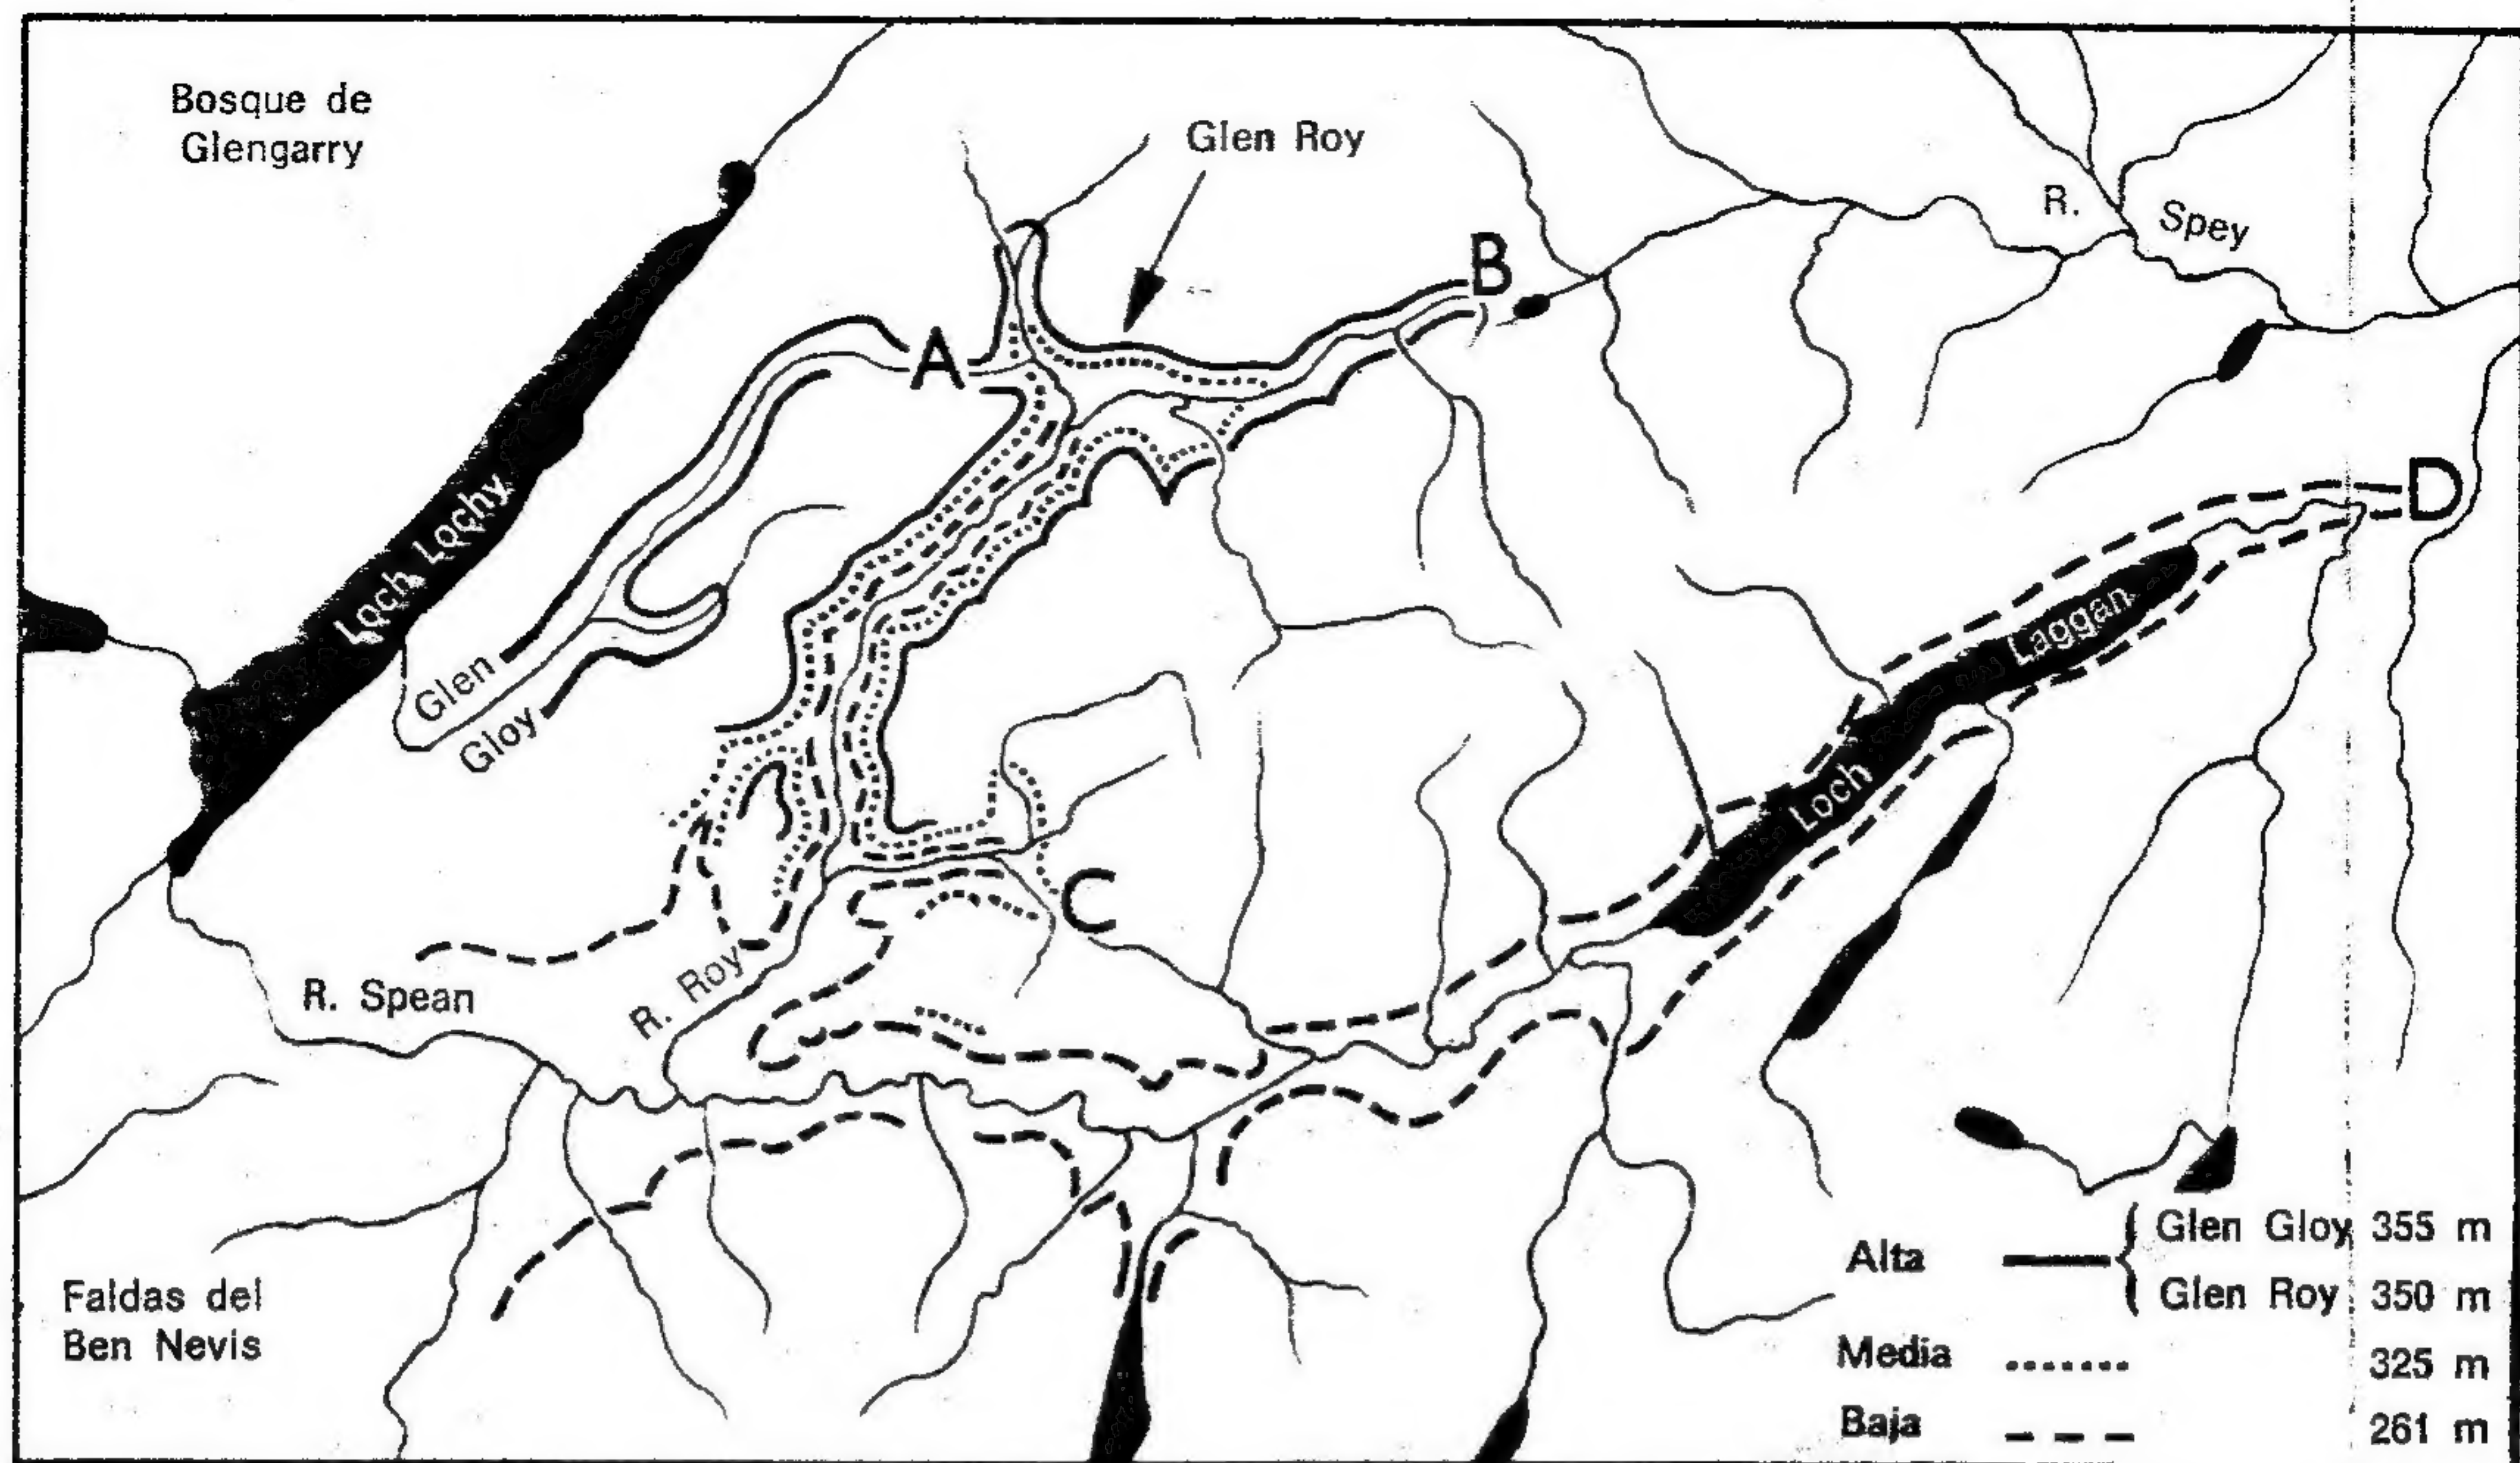 Bosque de
Glengarry
Glen Roy
R. Spey
A
B
Loch Lochy
D
Laggan
Loch
Glen
Gloy
C
R. Roy
R. Spean
Faldas del
Ben Nevis
Alta
Glen Gloy 355 m
Glen Roy 350 m
Media 325 m
Baja 261 m